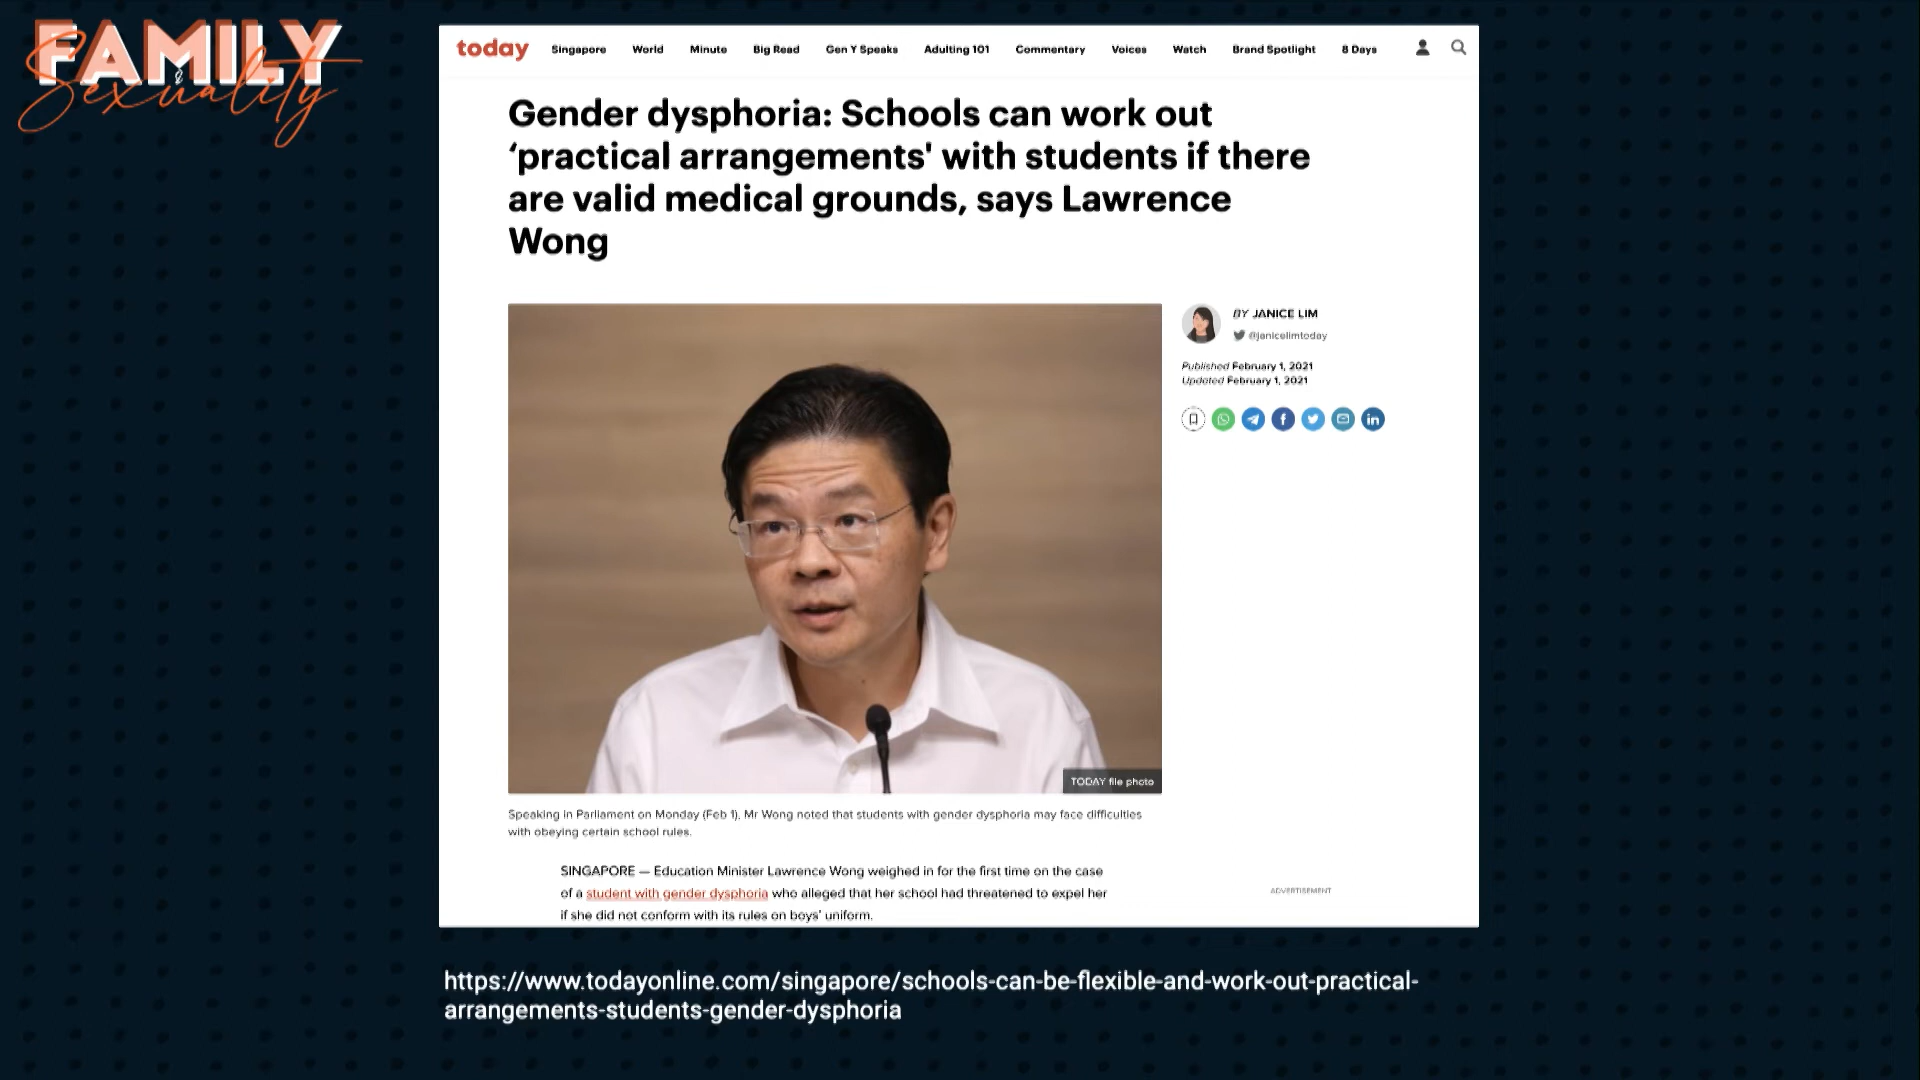 FAMILY
& Sexuality
today Singapore World Minute Big Read Gen Y Speaks Adulting 101 Commentary Voices Watch Brand Spotlight 8 Days
Gender dysphoria: Schools can work out
‘practical arrangements' with students if there
are valid medical grounds, says Lawrence
Wong
BY JANICE LIM
@janicelimtoday
Published February 1, 2021
Updated February 1, 2021
TODAY file photo
Speaking in Parliament on Monday (Feb 1), Mr Wong noted that students with gender dysphoria may face difficulties
with obeying certain school rules.
SINGAPORE — Education Minister Lawrence Wong weighed in for the first time on the case
of a student with gender dysphoria who alleged that her school had threatened to expel her
if she did not conform with its rules on boys’ uniform.
ADVERTISEMENT
https://www.todayonline.com/singapore/schools-can-be-flexible-and-work-out-practical-
arrangements-students-gender-dysphoria